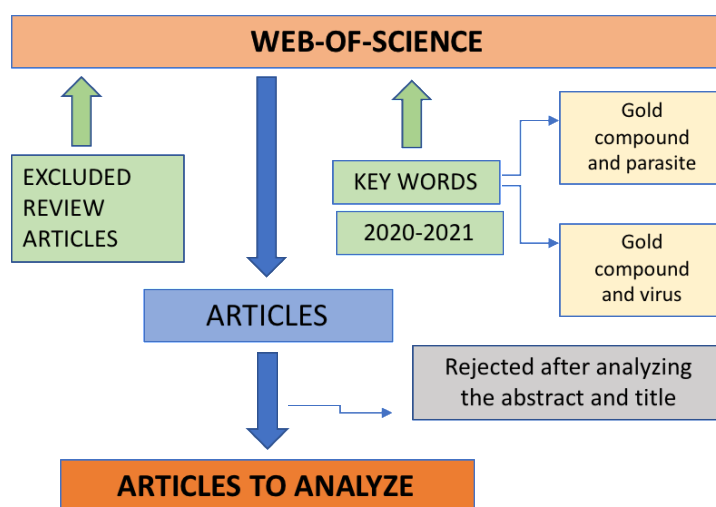 WEB-OF-SCIENCE
EXCLUDED
REVIEW
ARTICLES
KEY WORDS
2020-2021
Gold
compound
and parasite
Gold
compound
and virus
ARTICLES
Rejected after analyzing
the abstract and title
ARTICLES TO ANALYZE